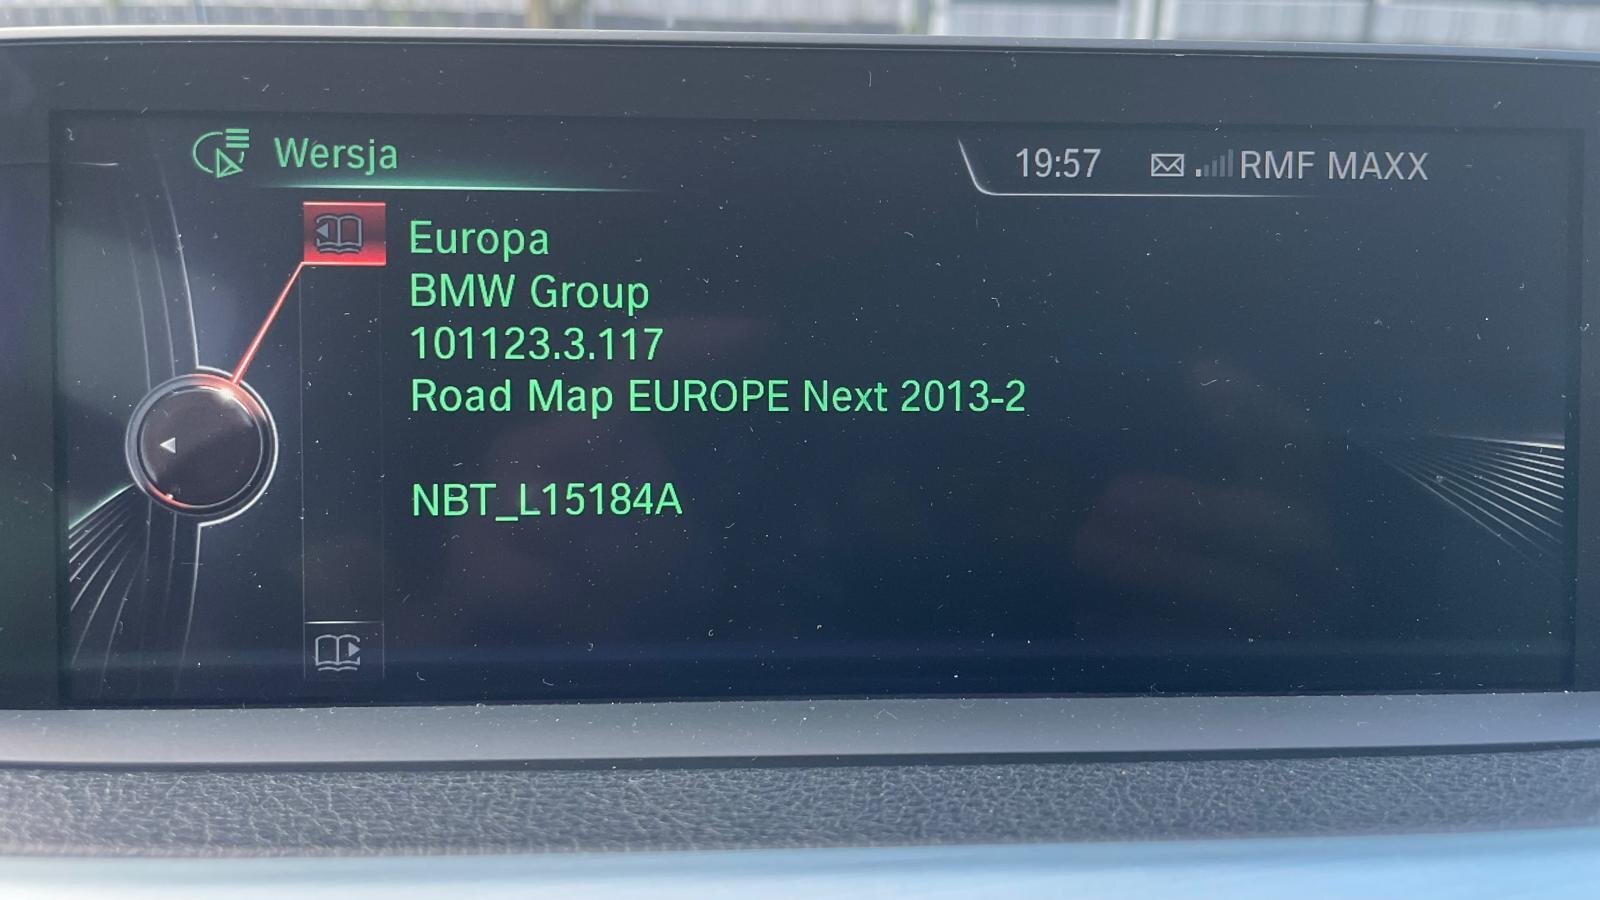 Wersja
19:57 RMF MAXX
Europa
BMW Group
101123.3.117
Road Map EUROPE Next 2013-2
NBT_L15184A